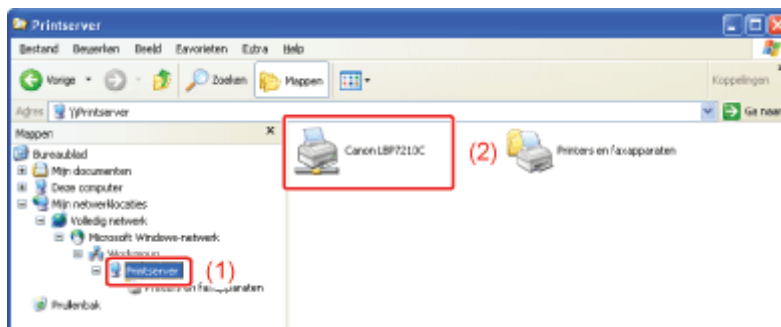 Printserver
Bestand Bewerken Beeld Favorieten Extra Help
Vorige Zoeken Mappen Koppelingen
Adres \\Printserver Ga naar
Mappen x
Bureaublad
Mijn documenten
Deze computer
Mijn netwerklocaties
Volledig netwerk
Microsoft Windows-netwerk
Workgroup
Printserver (1)
Printers en faxapparaten
Prullenbak
Canon LBP7210C (2) Printers en faxapparaten